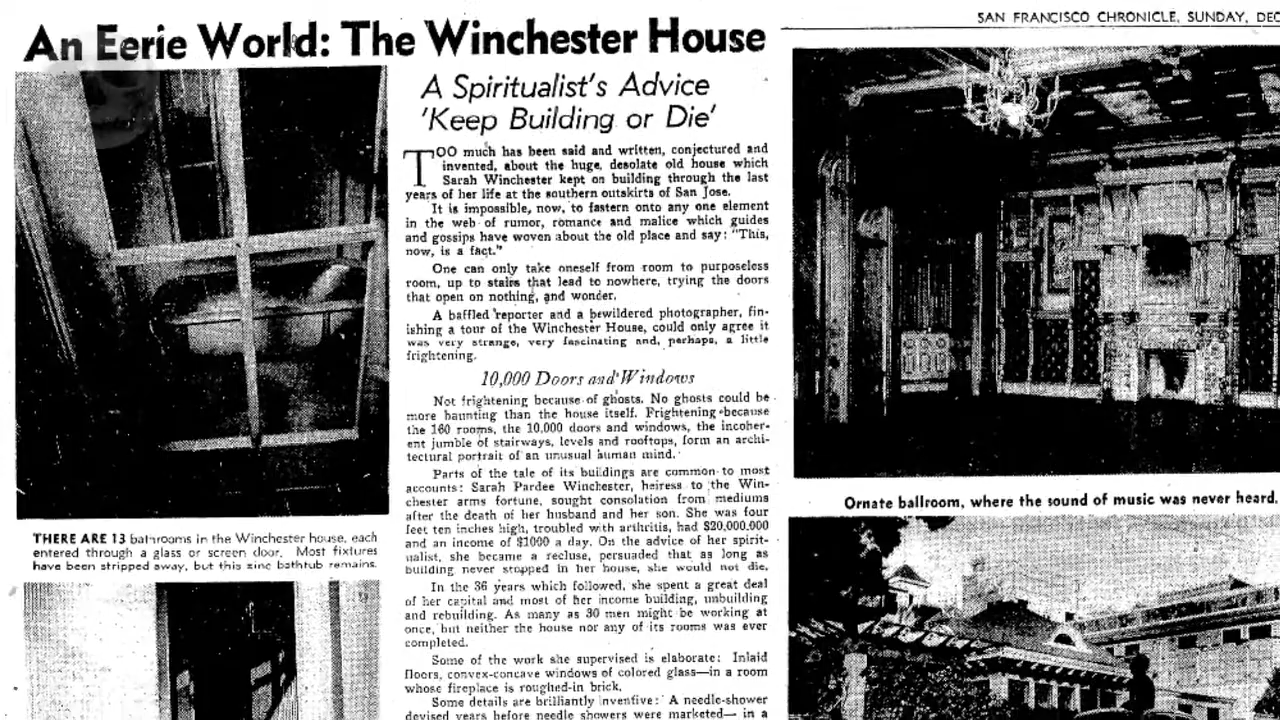 SAN FRANCISCO CHRONICLE, SUNDAY, DEC
An Eerie World: The Winchester House
A Spiritualist's Advice
'Keep Building or Die'
TOO much has been said and written, conjectured and
invented, about the huge, desolate old house which
Sarah Winchester kept on building through the last
years of her life at the southern outskirts of San Jose.
It is impossible, now, to fastern onto any one element
in the web of rumor, romance and malice which guides
and gossips have woven about the old place and say: "This,
now, is a fact."
One can only take oneself from room to purposeless
room, up to stairs that lead to nowhere, trying the doors
that open on nothing, and wonder.
A baffled reporter and a bewildered photographer, fin-
ishing a tour of the Winchester House, could only agree it
was very strange, very fascinating and, perhaps, a little
frightening.
10,000 Doors and Windows
Not frightening because of ghosts. No ghosts could be
more haunting than the house itself. Frightening because
the 160 rooms, the 10,000 doors and windows, the incoher-
ent jumble of stairways, levels and rooftops, form an archi-
tectural portrait of an unusual human mind.
Parts of the tale of its buildings are common to most
accounts: Sarah Pardee Winchester, heiress to the Win-
chester arms fortune, sought consolation from mediums
after the death of her husband and her son. She was four
feet ten inches high, troubled with arthritis, had $20,000,000
and an income of $1000 a day. On the advice of her spirit-
ualist, she became a recluse, persuaded that as long as
building never stopped in her house, she would not die.
In the 36 years which followed, she spent a great deal
of her capital and most of her income building, unbuilding
and rebuilding. As many as 30 men might be working at
once, but neither the house nor any of its rooms was ever
completed.
Some of the work she supervised is elaborate: Inlaid
floors, convex-concave windows of colored glass—in a room
whose fireplace is roughed-in brick.
Some details are brilliantly inventive: A needle-shower
devised years before needle showers were marketed— in a
THERE ARE 13 bathrooms in the Winchester house, each
entered through a glass or screen door. Most fixtures
have been stripped away, but this zinc bathtub remains.
Ornate ballroom, where the sound of music was never heard.